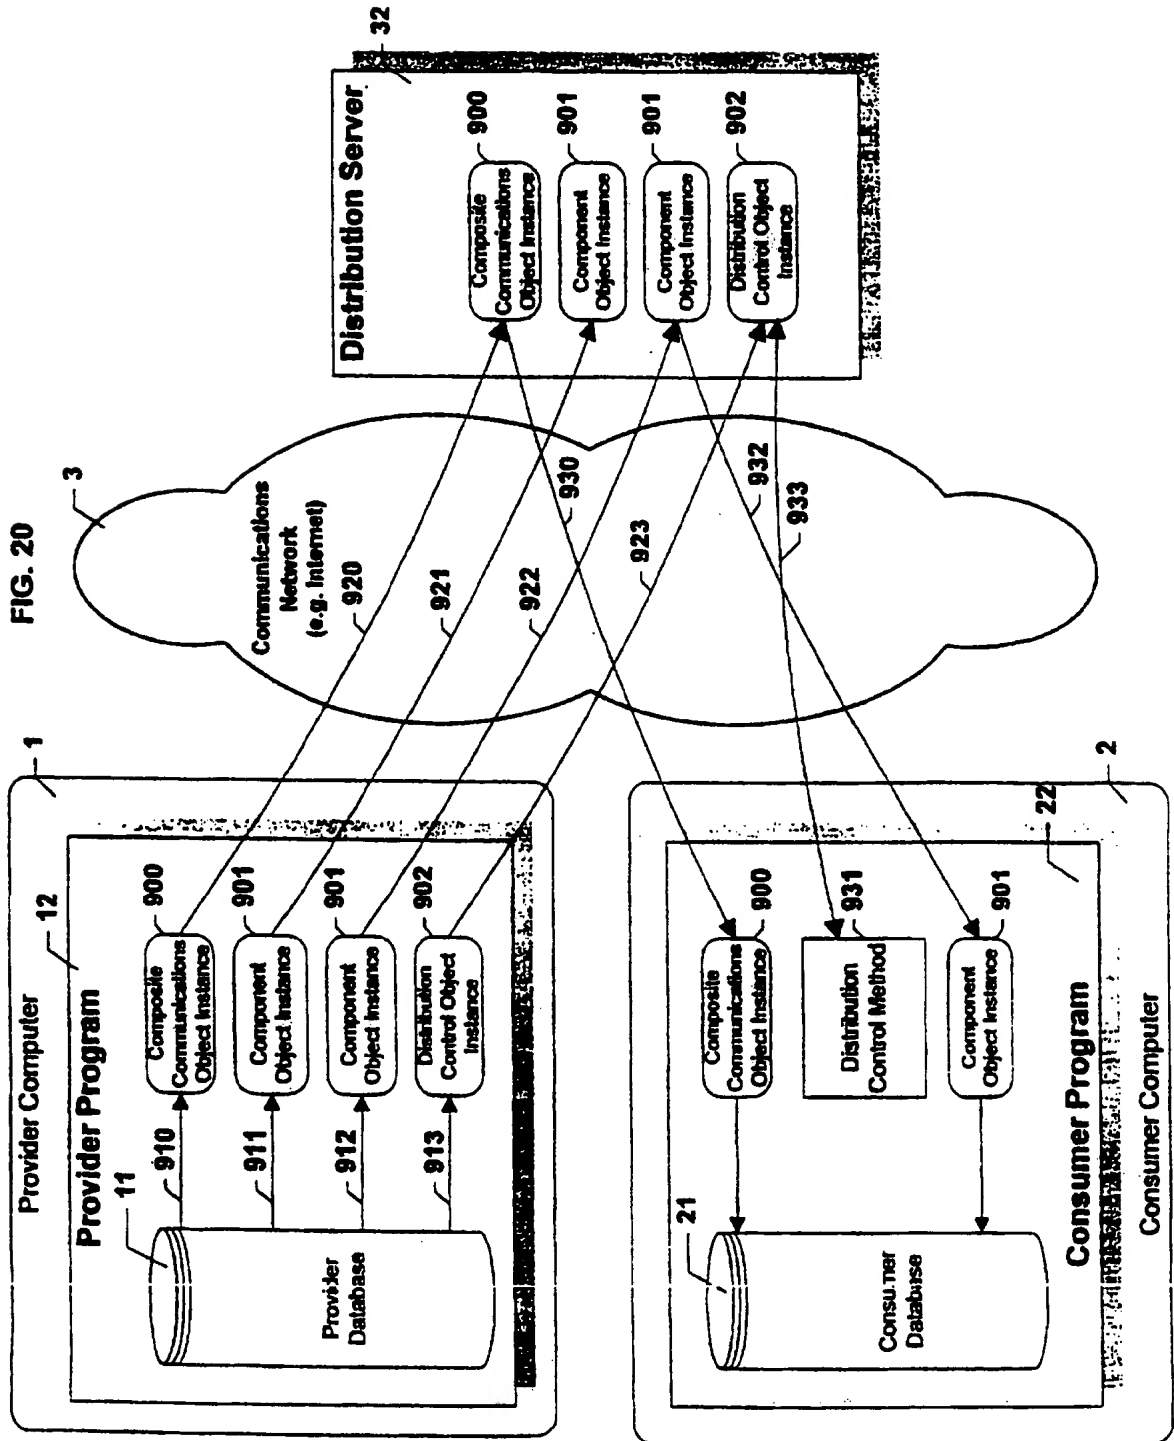 FIG. 20
Provider Computer
1
Provider Program
12
11
Provider
Database
910
911
912
913
Composite
Communications
Object Instance
900
Component
Object Instance
901
Component
Object Instance
901
Distribution
Control Object
Instance
902
3
Communications
Network
(e.g. Internet)
920
921
922
923
930
932
933
Distribution Server
32
Composite
Communications
Object Instance
900
Component
Object Instance
901
Component
Object Instance
901
Distribution
Control Object
Instance
902
2
22
21
Consumer
Database
Composite
Communications
Object Instance
900
Distribution
Control Method
931
Component
Object Instance
901
Consumer Program
Consumer Computer